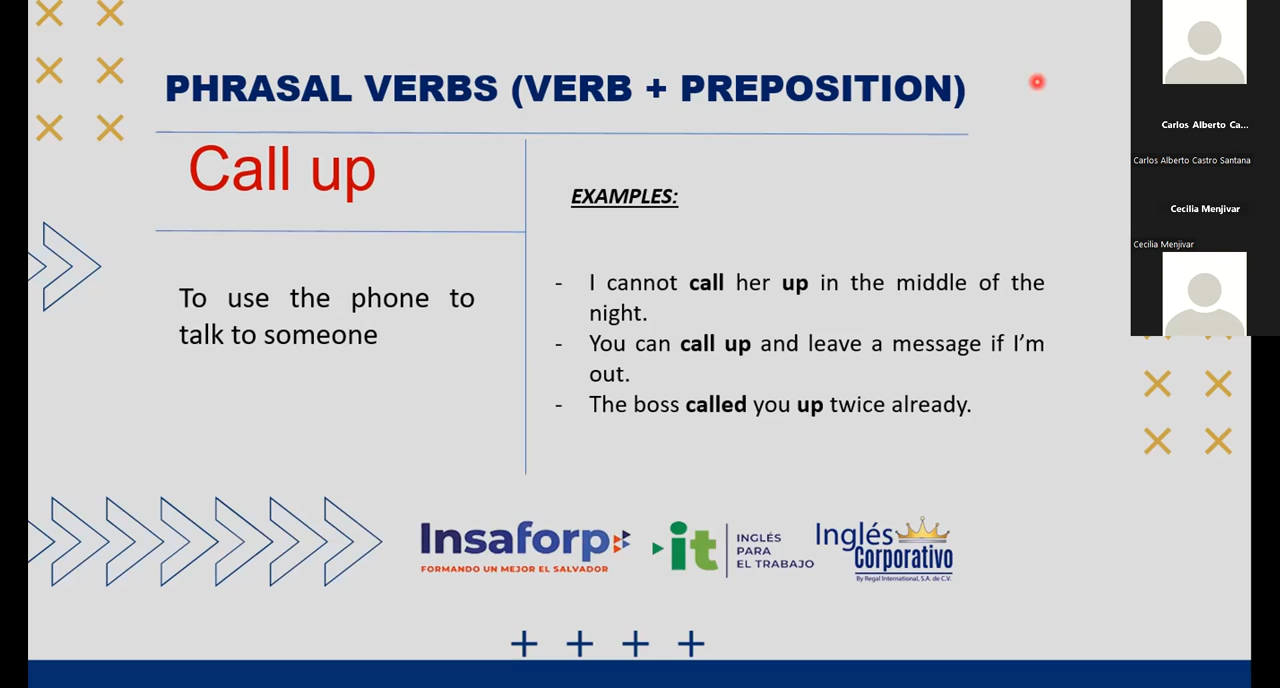 PHRASAL VERBS (VERB + PREPOSITION)
Call up
To use the phone to
talk to someone
EXAMPLES:
- I cannot call her up in the middle of the
night.
- You can call up and leave a message if I’m
out.
- The boss called you up twice already.
Insaforp
FORMANDO UN MEJOR EL SALVADOR
it
INGLÉS
PARA
EL TRABAJO
Inglés
Corporativo
By Regal International, S.A. de C.V.
Carlos Alberto Ca...
Carlos Alberto Castro Santana
Cecilia Menjivar
Cecilia Menjivar